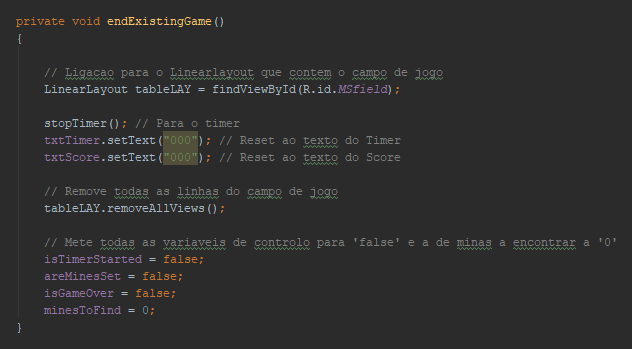 private void endExistingGame()
{
// Ligacao para o Linearlayout que contem o campo de jogo
LinearLayout tableLAY = findViewById(R.id.MSfield);
stopTimer(); // Para o timer
txtTimer.setText("000"); // Reset ao texto do Timer
txtScore.setText("000"); // Reset ao texto do Score
// Remove todas as linhas do campo de jogo
tableLAY.removeAllViews();
// Mete todas as variaveis de controlo para 'false' e a de minas a encontrar a '0'
isTimerStarted = false;
areMinesSet = false;
isGameOver = false;
minesToFind = 0;
}